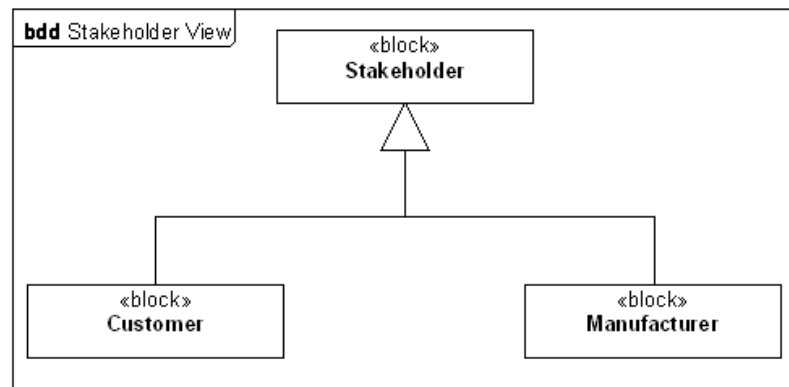 bdd Stakeholder View
«block»
Stakeholder
«block»
Customer
«block»
Manufacturer